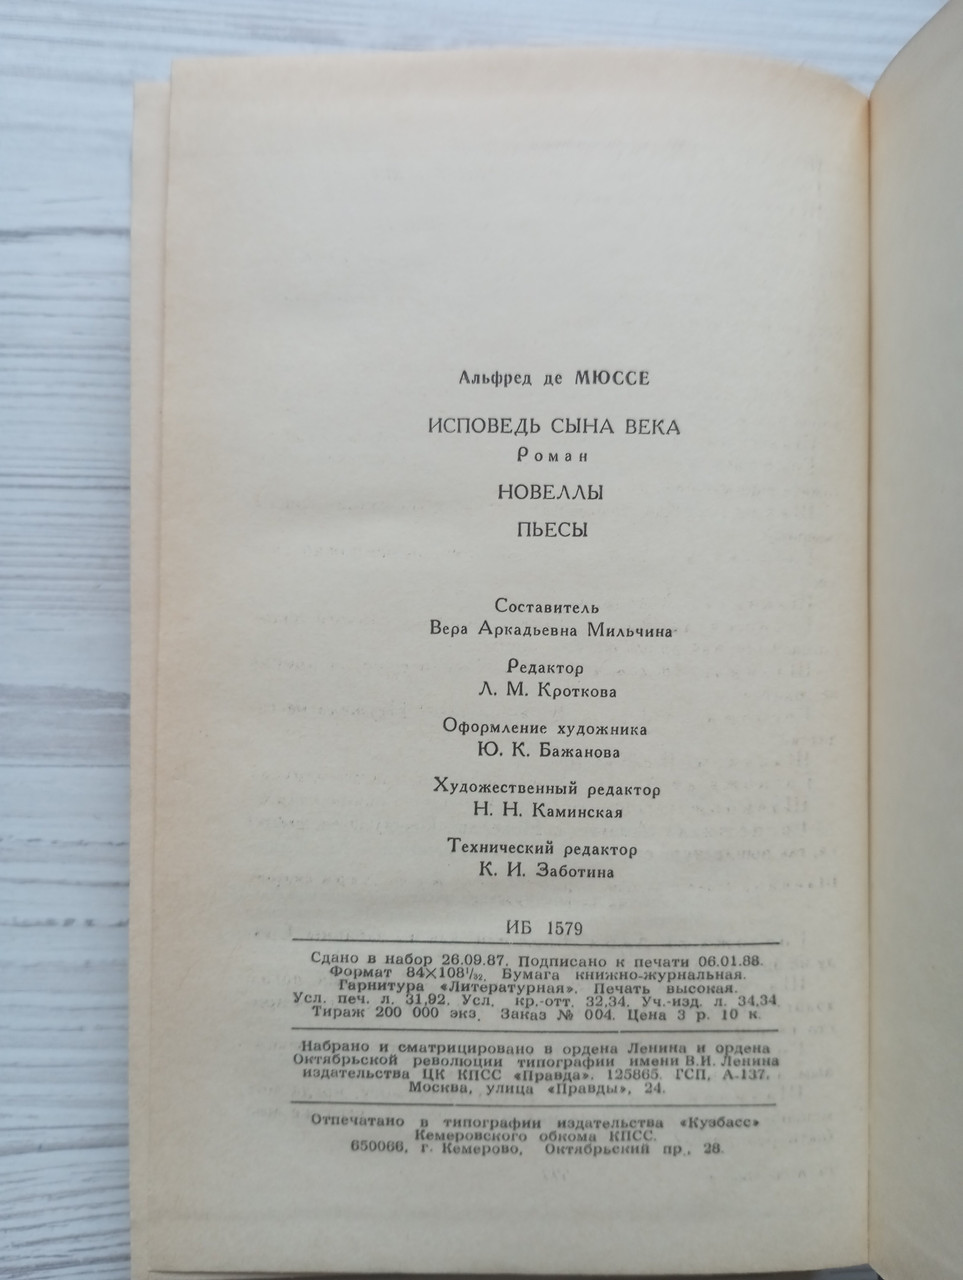 Альфред де МЮССЕ
ИСПОВЕДЬ СЫНА ВЕКА
Роман
НОВЕЛЛЫ
ПЬЕСЫ
Составитель
Вера Аркадьевна Мильчина
Редактор
Л. М. Кроткова
Оформление художника
Ю. К. Бажанова
Художественный редактор
Н. Н. Каминская
Технический редактор
К. И. Заботина
ИБ 1579
Сдано в набор 26.09.87. Подписано к печати 06.01.88.
Формат 84×108¹/₃₂. Бумага книжно-журнальная.
Гарнитура «Литературная». Печать высокая.
Усл. печ. л. 31,92. Усл. кр.-отт. 32,34. Уч.-изд. л. 34,34.
Тираж 200 000 экз. Заказ № 004. Цена 3 р. 10 к.
Набрано и сматрицировано в ордена Ленина и ордена
Октябрьской революции типографии имени В.И. Ленина
издательства ЦК КПСС «Правда». 125865. ГСП, А-137.
Москва, улица «Правды», 24.
Отпечатано в типографии издательства «Кузбасс»
Кемеровского обкома КПСС.
650066, г. Кемерово, Октябрьский пр., 28.